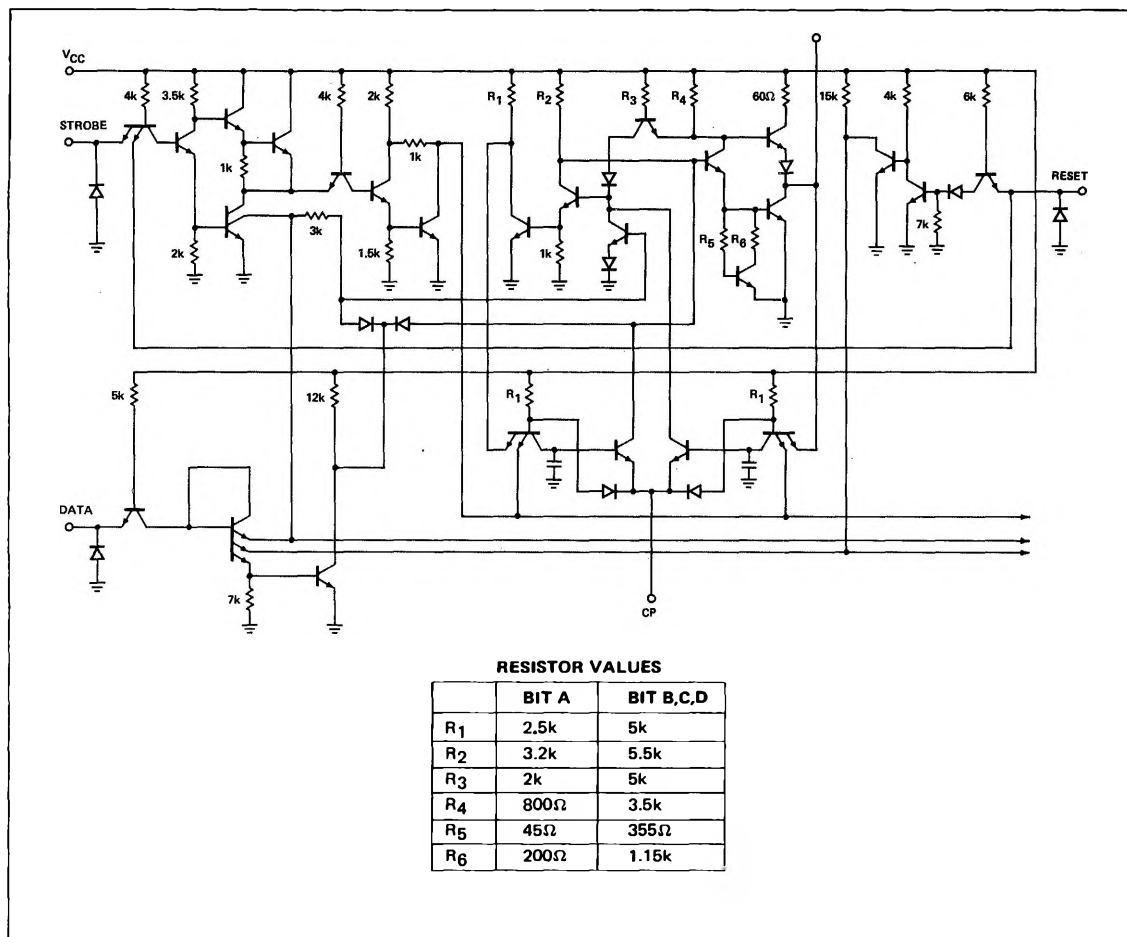 VCC
4k 3.5k 4k 2k R1 R2 R3 R4 60Ω 15k 4k 6k
STROBE
1k
1k
RESET
3k
7k
2k
1.5k
1k
R5
R6
5k
12k
R1
R1
DATA
7k
CP
RESISTOR VALUES
BIT A BIT B,C,D
R1 2.5k 5k
R2 3.2k 5.5k
R3 2k 5k
R4 800Ω 3.5k
R5 45Ω 355Ω
R6 200Ω 1.15k